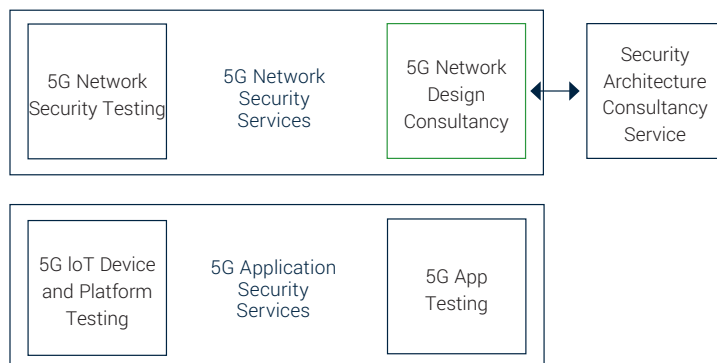 5G Network
Security Testing
5G Network
Security
Services
5G Network
Design
Consultancy
Security
Architecture
Consultancy
Service
5G IoT Device
and Platform
Testing
5G Application
Security
Services
5G App
Testing